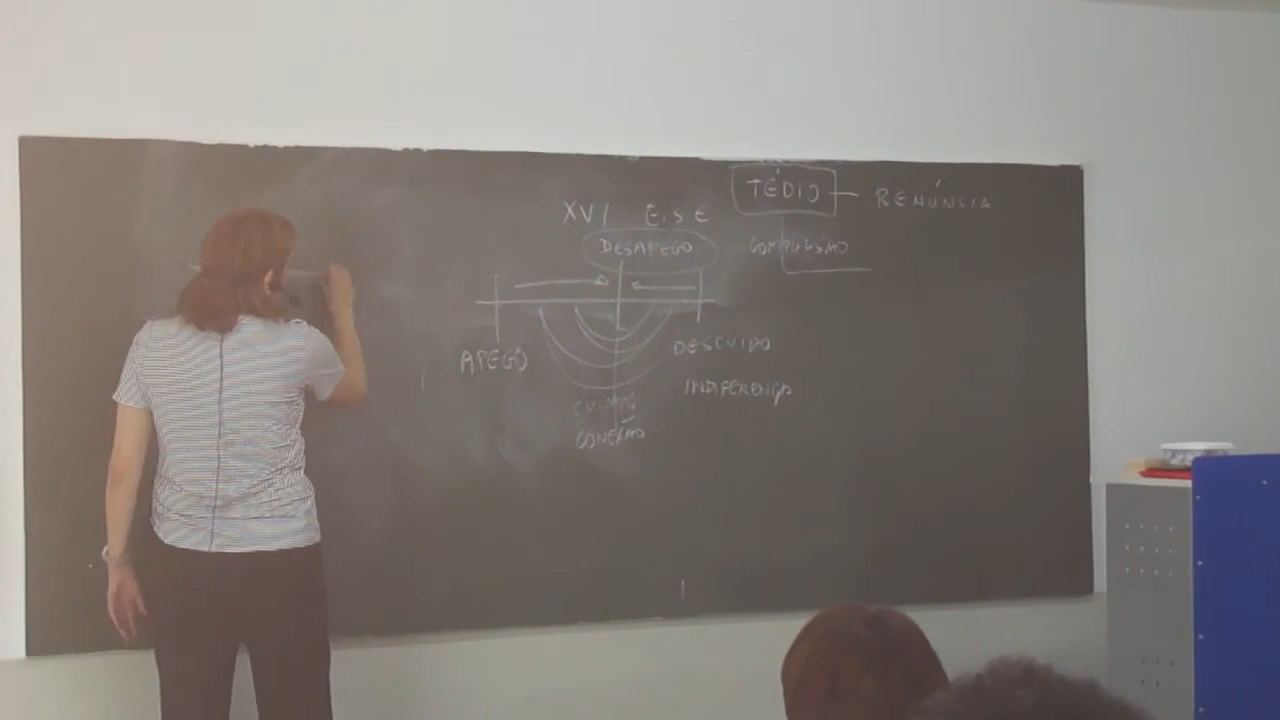 TÉDIO — RENÚNCIA
XVI E.S.E
DESAPEGO
COMPULSÃO
APEGO
DESCUIDO
INDIFERENÇA
CONEXÃO